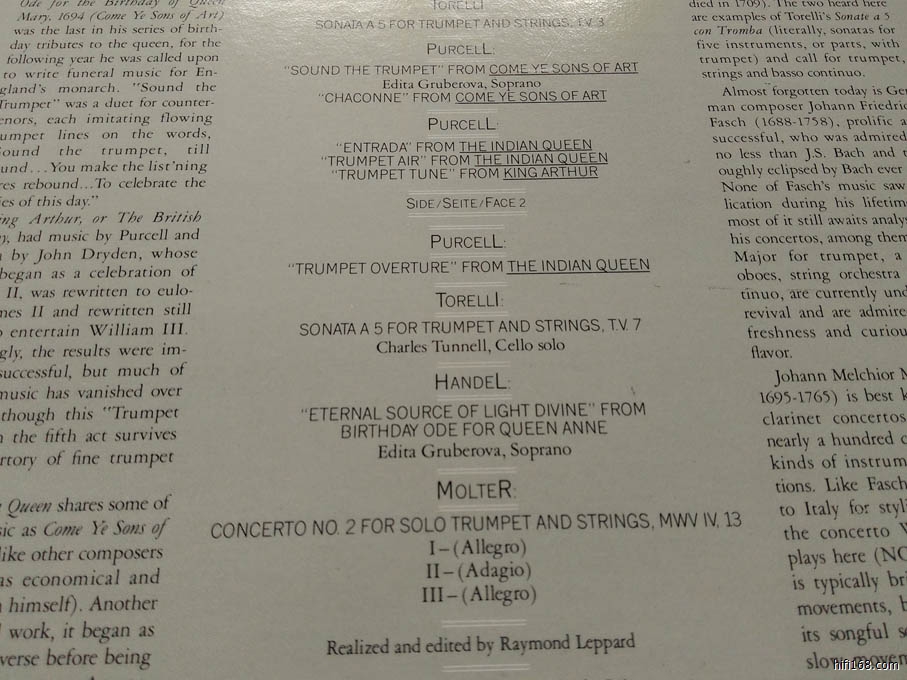 Ode for the Birthday of Queen
Mary, 1694 (Come Ye Sons of Art)
was the last in his series of birth-
day tributes to the queen, for the
following year he was called upon
to write funeral music for En-
gland's monarch. "Sound the
Trumpet" was a duet for counter-
tenors, each imitating flowing
trumpet lines on the words,
Sound the trumpet, till
You make the list'ning
rebound...To celebrate the
of this day."
King Arthur, or The British
had music by Purcell and
by John Dryden, whose
began as a celebration of
II, was rewritten to eulo-
II and rewritten still
entertain William III.
the results were im-
successful, but much of
music has vanished over
though this "Trumpet
the fifth act survives
of fine trumpet
Queen shares some of
as Come Ye Sons of
like other composers
as economical and
himself). Another
work, it began as
verse before being
TORELLI
SONATA A 5 FOR TRUMPET AND STRINGS, T.V. 3
PURCELL:
"SOUND THE TRUMPET" FROM COME YE SONS OF ART
Edita Gruberova, Soprano
"CHACONNE" FROM COME YE SONS OF ART
PURCELL:
"ENTRADA" FROM THE INDIAN QUEEN
"TRUMPET AIR" FROM THE INDIAN QUEEN
"TRUMPET TUNE" FROM KING ARTHUR
SIDE/SEITE/FACE 2
PURCELL:
"TRUMPET OVERTURE" FROM THE INDIAN QUEEN
TORELLI:
SONATA A 5 FOR TRUMPET AND STRINGS, T.V. 7
Charles Tunnell, Cello solo
HANDEL:
"ETERNAL SOURCE OF LIGHT DIVINE" FROM
BIRTHDAY ODE FOR QUEEN ANNE
Edita Gruberova, Soprano
MOLTER:
CONCERTO NO. 2 FOR SOLO TRUMPET AND STRINGS, MWV IV, 13
I–(Allegro)
II–(Adagio)
III–(Allegro)
Realized and edited by Raymond Leppard
died in 1709). The two heard here
are examples of Torelli's Sonate a 5
con Tromba (literally, sonatas for
five instruments, or parts, with
trumpet) and call for trumpet,
strings and basso continuo.
Almost forgotten today is Ger-
man composer Johann Friedric
Fasch (1688-1758), prolific a
successful, who was admired
no less than J.S. Bach and t
oughly eclipsed by Bach ever
None of Fasch's music saw
lication during his lifetim
most of it still awaits analy
his concertos, among them
Major for trumpet, a
oboes, string orchestra
tinuo, are currently und
revival and are admire
freshness and curiou
flavor.
Johann Melchior M
1695-1765) is best k
clarinet concertos
nearly a hundred c
kinds of instrum
tions. Like Fasch
to Italy for styli
the concerto W
plays here (NO
is typically bri
movements, b
its songful s
slow movem
hifi168.com